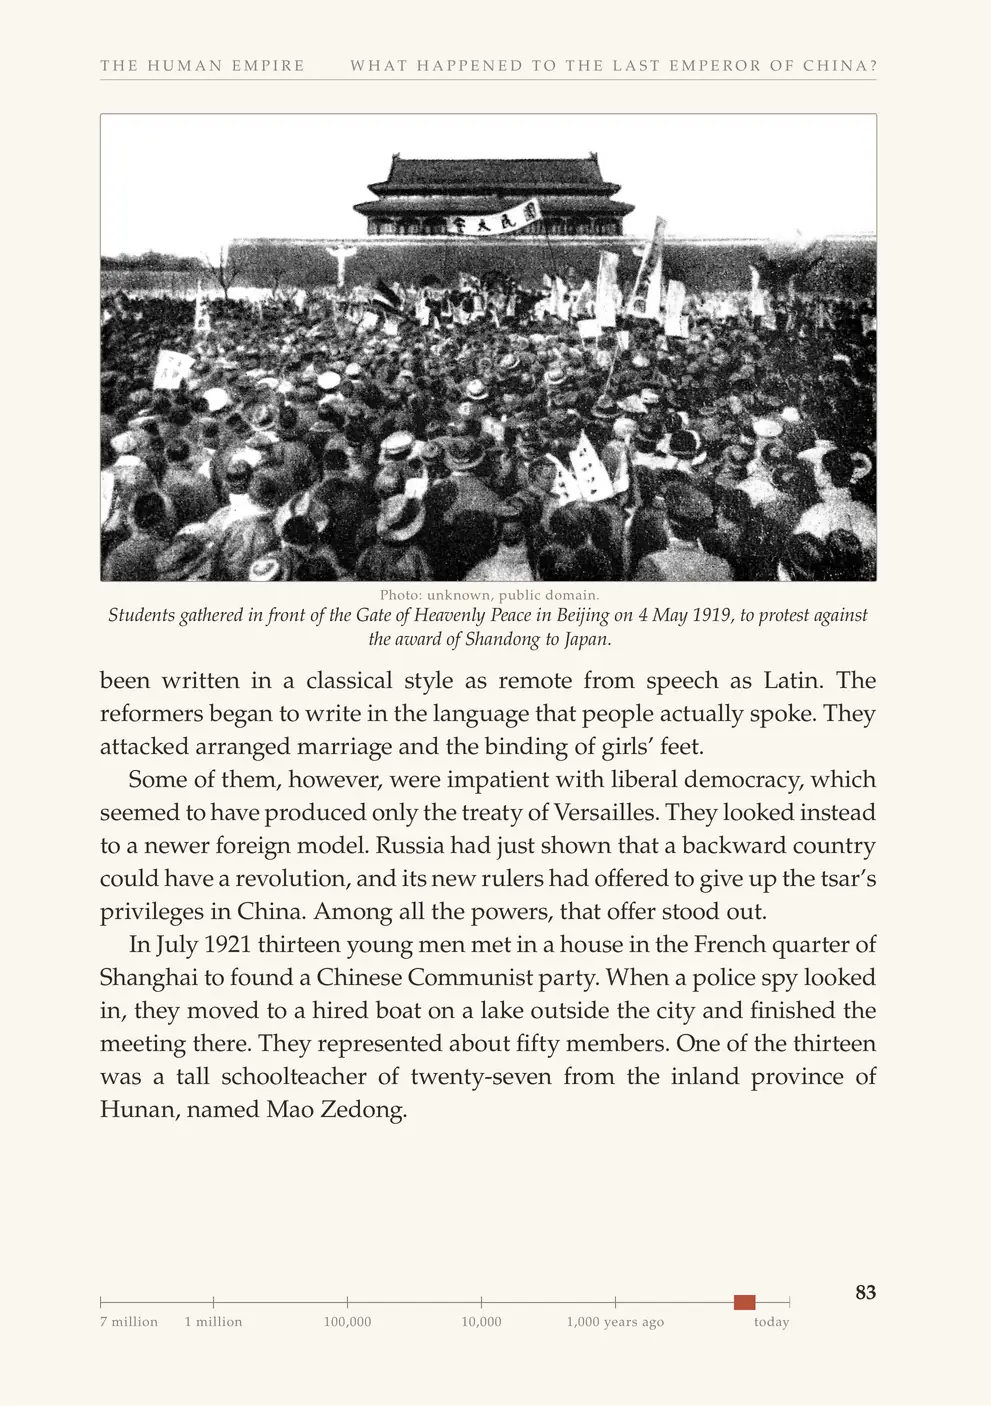 THE HUMAN EMPIRE WHAT HAPPENED TO THE LAST EMPEROR OF CHINA?
會大民國
Photo: unknown, public domain.
Students gathered in front of the Gate of Heavenly Peace in Beijing on 4 May 1919, to protest against
the award of Shandong to Japan.
been written in a classical style as remote from speech as Latin. The
reformers began to write in the language that people actually spoke. They
attacked arranged marriage and the binding of girls’ feet.
Some of them, however, were impatient with liberal democracy, which
seemed to have produced only the treaty of Versailles. They looked instead
to a newer foreign model. Russia had just shown that a backward country
could have a revolution, and its new rulers had offered to give up the tsar’s
privileges in China. Among all the powers, that offer stood out.
In July 1921 thirteen young men met in a house in the French quarter of
Shanghai to found a Chinese Communist party. When a police spy looked
in, they moved to a hired boat on a lake outside the city and finished the
meeting there. They represented about fifty members. One of the thirteen
was a tall schoolteacher of twenty-seven from the inland province of
Hunan, named Mao Zedong.
83
7 million 1 million 100,000 10,000 1,000 years ago today